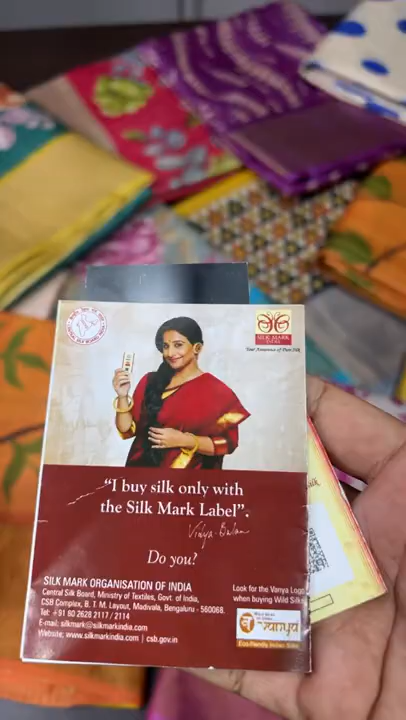 SILK MARK
INDIA
Your Assurance of Pure Silk
"I buy silk only with
the Silk Mark Label".
Vidya Balan
Do you?
SILK MARK ORGANISATION OF INDIA
Central Silk Board, Ministry of Textiles, Govt. of India,
CSB Complex, B. T. M. Layout, Madivala, Bengaluru - 560068.
Tel: +91 80 2628 2117 / 2114
E-mail: silkmark@silkmarkindia.com
Website: www.silkmarkindia.com | csb.gov.in
Look for the Vanya Logo
when buying Wild Silks
vanya
Eco-friendly Indian Silks